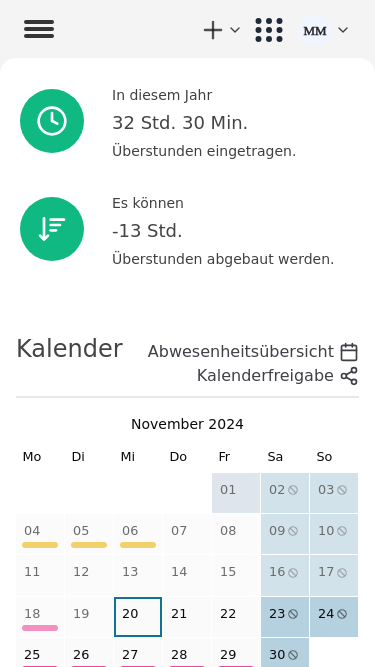 MM
In diesem Jahr
32 Std. 30 Min.
Überstunden eingetragen.
Es können
-13 Std.
Überstunden abgebaut werden.
Kalender
Abwesenheitsübersicht
Kalenderfreigabe
November 2024
Mo Di Mi Do Fr Sa So
01 02 03
04 05 06 07 08 09 10
11 12 13 14 15 16 17
18 19 20 21 22 23 24
25 26 27 28 29 30